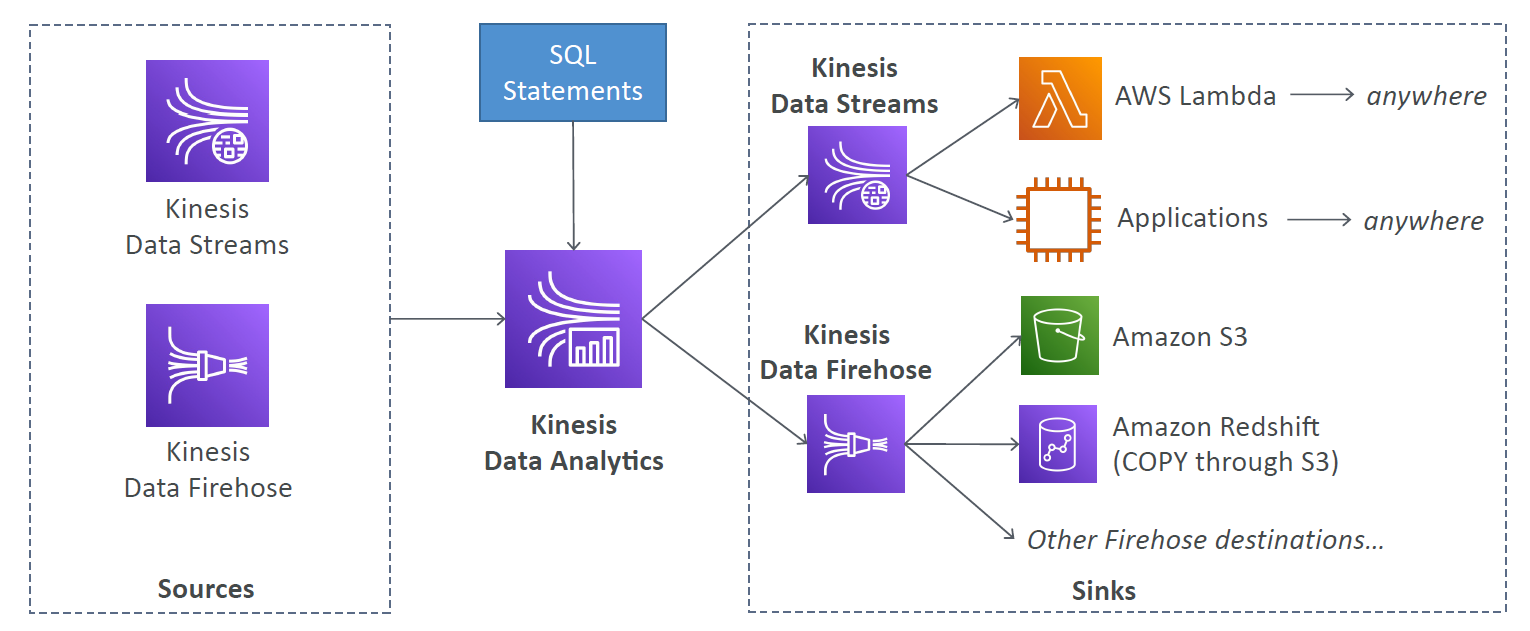 Kinesis
Data Streams
Kinesis
Data Firehose
Sources
SQL
Statements
Kinesis
Data Analytics
Kinesis
Data Streams
AWS Lambda
anywhere
Applications
anywhere
Kinesis
Data Firehose
Amazon S3
Amazon Redshift
(COPY through S3)
Other Firehose destinations…
Sinks